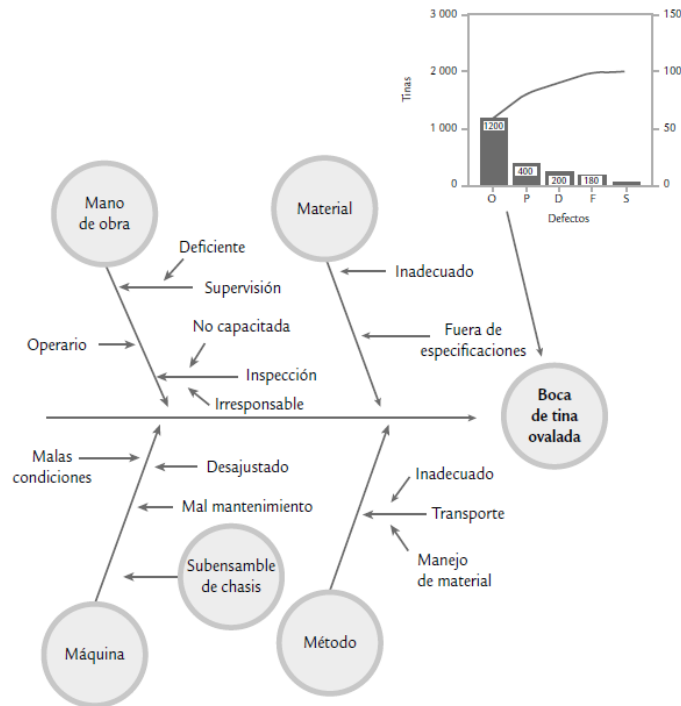 3 000
2 000
1 000
0
Tinas
150
100
50
0
1200
400
200
180
O P D F S
Defectos
Mano
de obra
Material
Deficiente
Supervisión
Operario
No capacitada
Inspección
Irresponsable
Inadecuado
Fuera de
especificaciones
Boca
de tina
ovalada
Malas
condiciones
Desajustado
Mal mantenimiento
Subensamble
de chasis
Máquina
Inadecuado
Transporte
Manejo
de material
Método